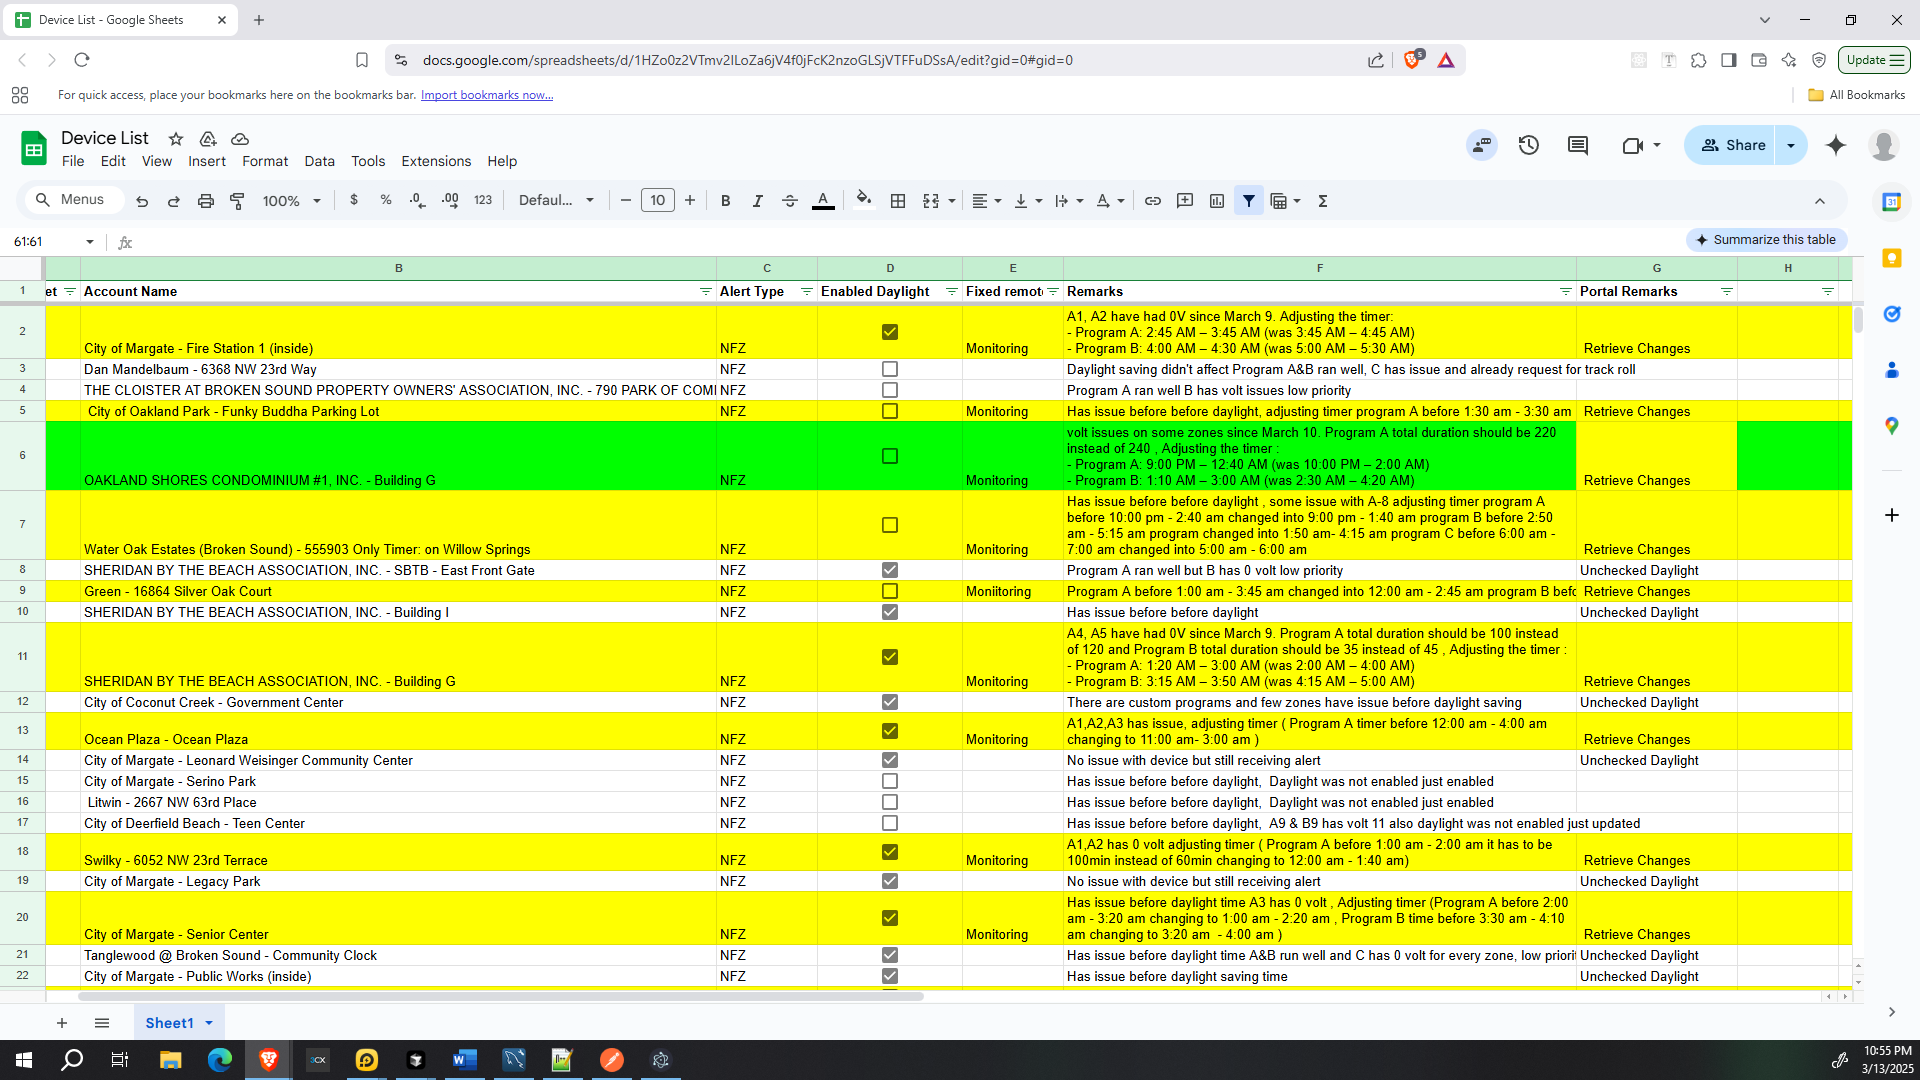 Device List - Google Sheets
docs.google.com/spreadsheets/d/1HZo0z2VTmv2ILoZa6jV4f0jFcK2nzoGLSjVTFFuDSsA/edit?gid=0#gid=0
5
Update
For quick access, place your bookmarks here on the bookmarks bar. Import bookmarks now...
All Bookmarks
Device List
File Edit View Insert Format Data Tools Extensions Help
Share
Menus
100% $ % .0 .00 123 Defaul... 10 B I A
61:61
fx
Summarize this table
B C D E F G H
1 et Account Name Alert Type Enabled Daylight Fixed remot Remarks Portal Remarks
A1, A2 have had 0V since March 9. Adjusting the timer:
- Program A: 2:45 AM – 3:45 AM (was 3:45 AM – 4:45 AM)
2 City of Margate - Fire Station 1 (inside) NFZ Monitoring - Program B: 4:00 AM – 4:30 AM (was 5:00 AM – 5:30 AM) Retrieve Changes
3 Dan Mandelbaum - 6368 NW 23rd Way NFZ Daylight saving didn't affect Program A&B ran well, C has issue and already request for track roll
4 THE CLOISTER AT BROKEN SOUND PROPERTY OWNERS' ASSOCIATION, INC. - 790 PARK OF COMI NFZ Program A ran well B has volt issues low priority
5 City of Oakland Park - Funky Buddha Parking Lot NFZ Monitoring Has issue before before daylight, adjusting timer program A before 1:30 am - 3:30 am Retrieve Changes
volt issues on some zones since March 10. Program A total duration should be 220
instead of 240 , Adjusting the timer :
- Program A: 9:00 PM – 12:40 AM (was 10:00 PM – 2:00 AM)
6 OAKLAND SHORES CONDOMINIUM #1, INC. - Building G NFZ Monitoring - Program B: 1:10 AM – 3:00 AM (was 2:30 AM – 4:20 AM) Retrieve Changes
Has issue before before daylight , some issue with A-8 adjusting timer program A
before 10:00 pm - 2:40 am changed into 9:00 pm - 1:40 am program B before 2:50
am - 5:15 am program changed into 1:50 am- 4:15 am program C before 6:00 am -
7 Water Oak Estates (Broken Sound) - 555903 Only Timer: on Willow Springs NFZ Monitoring 7:00 am changed into 5:00 am - 6:00 am Retrieve Changes
8 SHERIDAN BY THE BEACH ASSOCIATION, INC. - SBTB - East Front Gate NFZ Program A ran well but B has 0 volt low priority Unchecked Daylight
9 Green - 16864 Silver Oak Court NFZ Moniitoring Program A before 1:00 am - 3:45 am changed into 12:00 am - 2:45 am program B befo Retrieve Changes
10 SHERIDAN BY THE BEACH ASSOCIATION, INC. - Building I NFZ Has issue before before daylight Unchecked Daylight
A4, A5 have had 0V since March 9. Program A total duration should be 100 instead
of 120 and Program B total duration should be 35 instead of 45 , Adjusting the timer :
- Program A: 1:20 AM – 3:00 AM (was 2:00 AM – 4:00 AM)
11 SHERIDAN BY THE BEACH ASSOCIATION, INC. - Building G NFZ Monitoring - Program B: 3:15 AM – 3:50 AM (was 4:15 AM – 5:00 AM) Retrieve Changes
12 City of Coconut Creek - Government Center NFZ There are custom programs and few zones have issue before daylight saving Unchecked Daylight
A1,A2,A3 has issue, adjusting timer ( Program A timer before 12:00 am - 4:00 am
13 Ocean Plaza - Ocean Plaza NFZ Monitoring changing to 11:00 am- 3:00 am ) Retrieve Changes
14 City of Margate - Leonard Weisinger Community Center NFZ No issue with device but still receiving alert Unchecked Daylight
15 City of Margate - Serino Park NFZ Has issue before before daylight, Daylight was not enabled just enabled
16 Litwin - 2667 NW 63rd Place NFZ Has issue before before daylight, Daylight was not enabled just enabled
17 City of Deerfield Beach - Teen Center NFZ Has issue before before daylight, A9 & B9 has volt 11 also daylight was not enabled just updated
A1,A2 has 0 volt adjusting timer ( Program A before 1:00 am - 2:00 am it has to be
18 Swilky - 6052 NW 23rd Terrace NFZ Monitoring 100min instead of 60min changing to 12:00 am - 1:40 am) Retrieve Changes
19 City of Margate - Legacy Park NFZ No issue with device but still receiving alert Unchecked Daylight
Has issue before daylight time A3 has 0 volt , Adjusting timer (Program A before 2:00
am - 3:20 am changing to 1:00 am - 2:20 am , Program B time before 3:30 am - 4:10
20 City of Margate - Senior Center NFZ Monitoring am changing to 3:20 am - 4:00 am ) Retrieve Changes
21 Tanglewood @ Broken Sound - Community Clock NFZ Has issue before daylight time A&B run well and C has 0 volt for every zone, low priorit Unchecked Daylight
22 City of Margate - Public Works (inside) NFZ Has issue before daylight saving time Unchecked Daylight
Sheet1
10:55 PM
3/13/2025